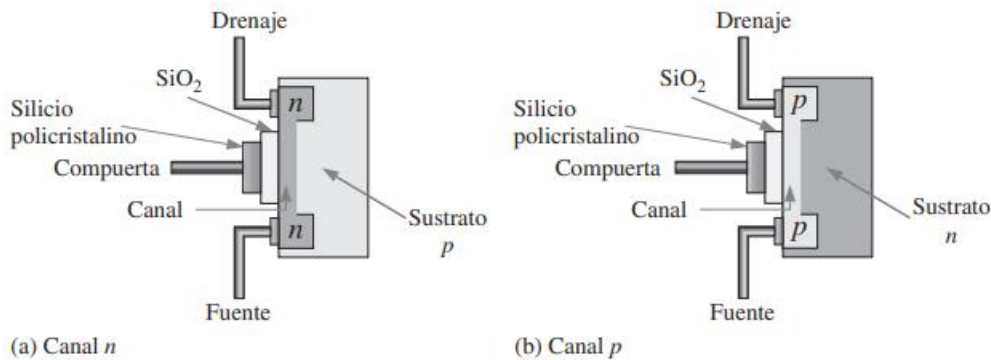 Drenaje
SiO2
Silicio
policristalino
Compuerta
Canal
n
n
Sustrato
p
Fuente
(a) Canal n
Drenaje
SiO2
Silicio
policristalino
Compuerta
Canal
p
p
Sustrato
n
Fuente
(b) Canal p